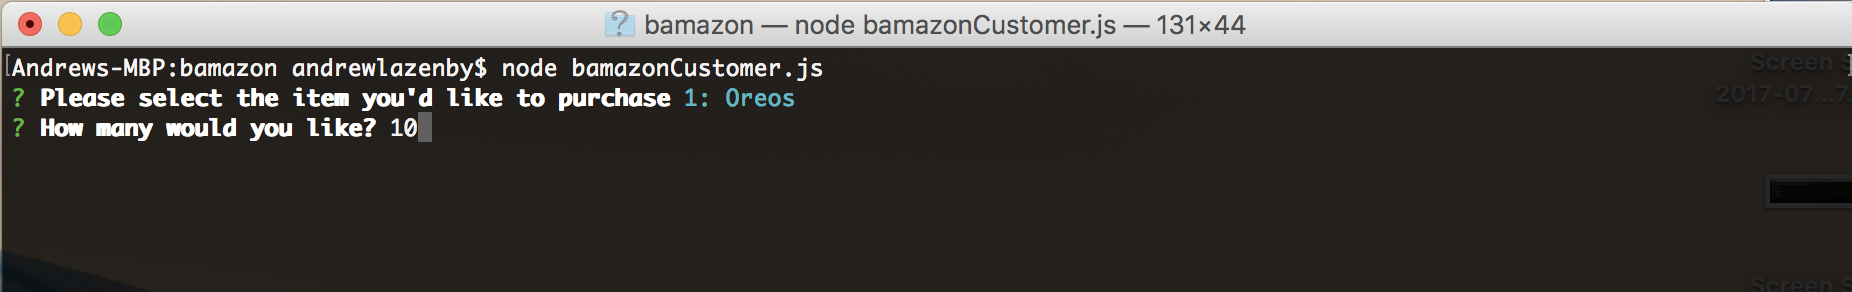 bamazon — node bamazonCustomer.js — 131×44
[Andrews-MBP:bamazon andrewlazenby$ node bamazonCustomer.js ]
? Please select the item you'd like to purchase 1: Oreos
? How many would you like? 10
Screen S
2017-07...7.
Screen S